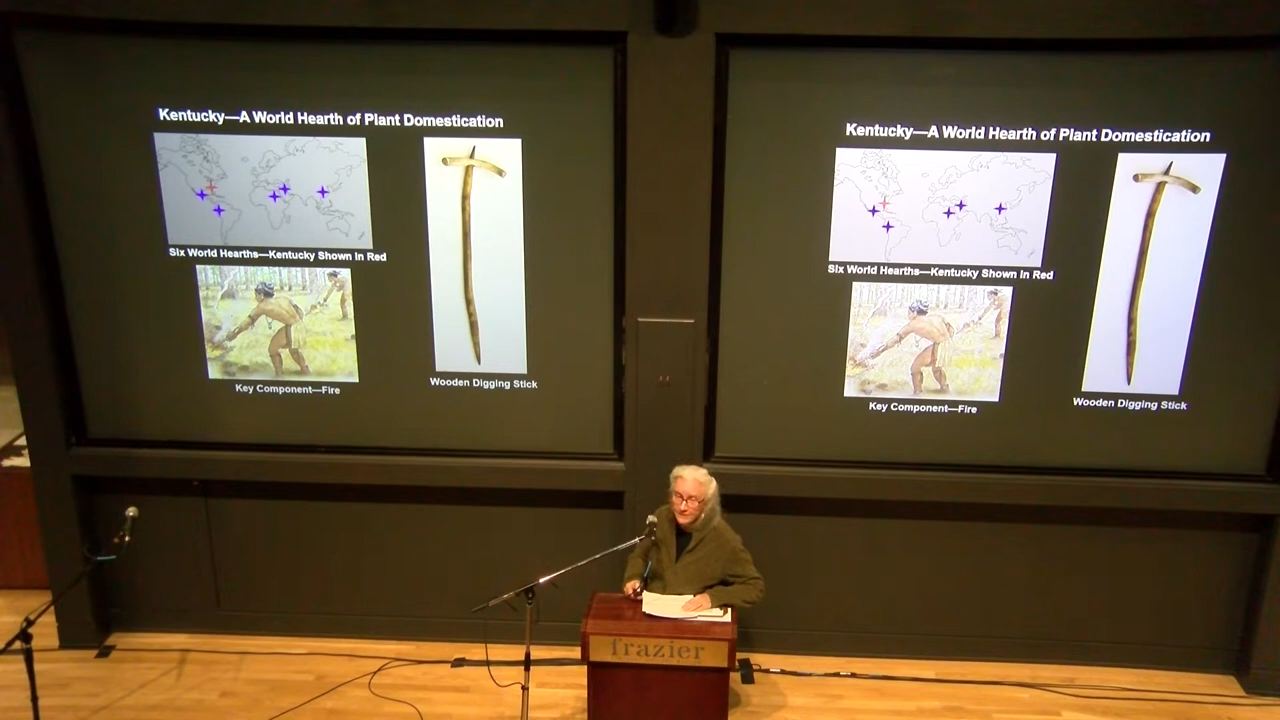 Kentucky—A World Hearth of Plant Domestication
Six World Hearths—Kentucky Shown in Red
Key Component—Fire
Wooden Digging Stick
Kentucky—A World Hearth of Plant Domestication
Six World Hearths—Kentucky Shown in Red
Key Component—Fire
Wooden Digging Stick
frazier